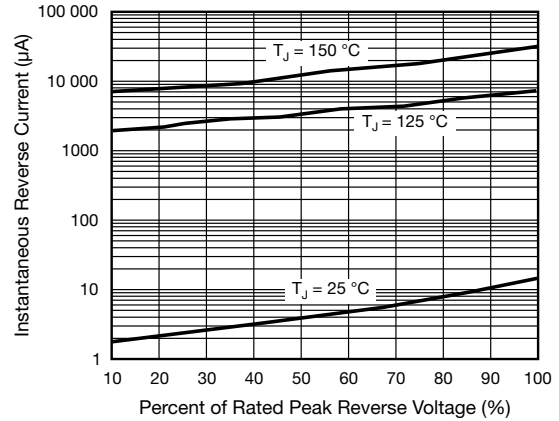 Instantaneous Reverse Current (μA)
100 000
10 000
1000
100
10
1
T_J = 150 °C
T_J = 125 °C
T_J = 25 °C
10 20 30 40 50 60 70 80 90 100
Percent of Rated Peak Reverse Voltage (%)